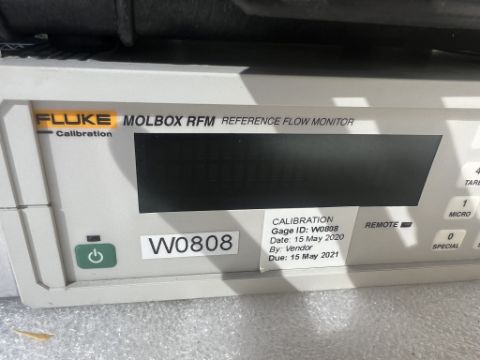 FLUKE
Calibration
MOLBOX RFM REFERENCE FLOW MONITOR
W0808
CALIBRATION
Gage ID: W0808
Date: 15 May 2020
By: Vendor
Due: 15 May 2021
REMOTE
4
1
MICRO
0
SPECIAL